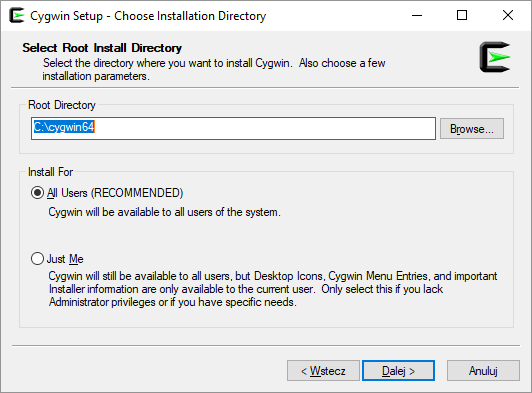 Cygwin Setup - Choose Installation Directory
Select Root Install Directory
Select the directory where you want to install Cygwin. Also choose a few
installation parameters.
Root Directory
C:\cygwin64
Browse...
Install For
All Users (RECOMMENDED)
Cygwin will be available to all users of the system.
Just Me
Cygwin will still be available to all users, but Desktop Icons, Cygwin Menu Entries, and important
Installer information are only available to the current user. Only select this if you lack
Administrator privileges or if you have specific needs.
< Wstecz
Dalej >
Anuluj